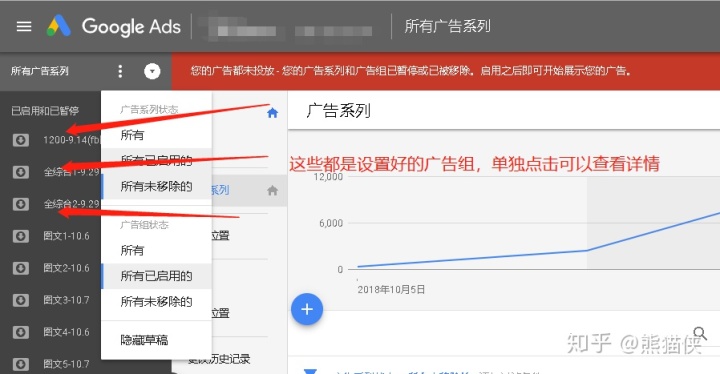 Google Ads
所有广告系列
所有广告系列
您的广告都未投放 - 您的广告系列和广告组已暂停或已被移除。启用之后即可开始展示您的广告。
已启用和已暂停
1200-9.14(fb
全综合1-9.29
全综合2-9.29
图文1-10.6
图文2-10.6
图文3-10.7
图文4-10.6
图文5-10.7
广告系列状态
所有
所有已启用的
所有未移除的
广告组状态
所有
所有已启用的
所有未移除的
隐藏草稿
系列
位置
位置
更改历史记录
广告系列
这些都是设置好的广告组，单独点击可以查看详情
12,000
6,000
0
2018年10月5日
知乎 @熊猫侠